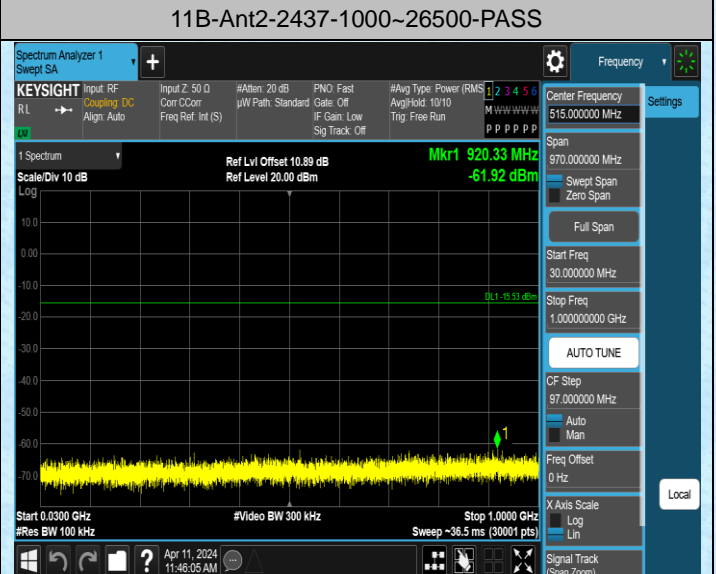 11B-Ant2-2437-1000~26500-PASS
Spectrum Analyzer 1
Swept SA
+
Frequency
KEYSIGHT
RL
LXI
Input: RF
Coupling: DC
Align: Auto
Input Z: 50 Ω
Corr CCorr
Freq Ref: Int (S)
#Atten: 20 dB
µW Path: Standard
PNO: Fast
Gate: Off
IF Gain: Low
Sig Track: Off
#Avg Type: Power (RMS
Avg|Hold: 10/10
Trig: Free Run
1 2 3 4 5 6
M W W W W W
P P P P P P
Center Frequency
515.000000 MHz
Settings
Span
970.000000 MHz
Swept Span
Zero Span
Full Span
Start Freq
30.000000 MHz
Stop Freq
1.000000000 GHz
AUTO TUNE
CF Step
97.000000 MHz
Auto
Man
Freq Offset
0 Hz
X Axis Scale
Log
Lin
Signal Track
(Span Zoom)
Local
1 Spectrum
Scale/Div 10 dB
Log
Ref Lvl Offset 10.89 dB
Ref Level 20.00 dBm
Mkr1 920.33 MHz
-61.92 dBm
10.0
0.00
-10.0
DL1 -15.53 dBm
-20.0
-30.0
-40.0
-50.0
-60.0
1
-70.0
Start 0.0300 GHz
#Res BW 100 kHz
#Video BW 300 kHz
Stop 1.0000 GHz
Sweep ~36.5 ms (30001 pts)
?
Apr 11, 2024
11:46:05 AM